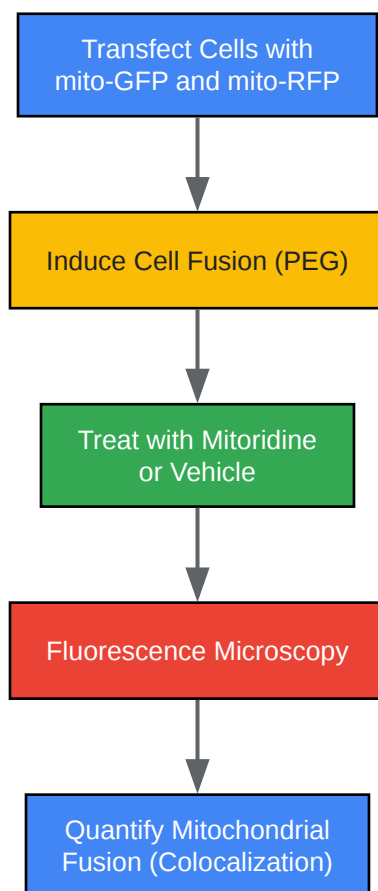 Transfect Cells with
mito-GFP and mito-RFP
Induce Cell Fusion (PEG)
Treat with Mitoridine
or Vehicle
Fluorescence Microscopy
Quantify Mitochondrial
Fusion (Colocalization)